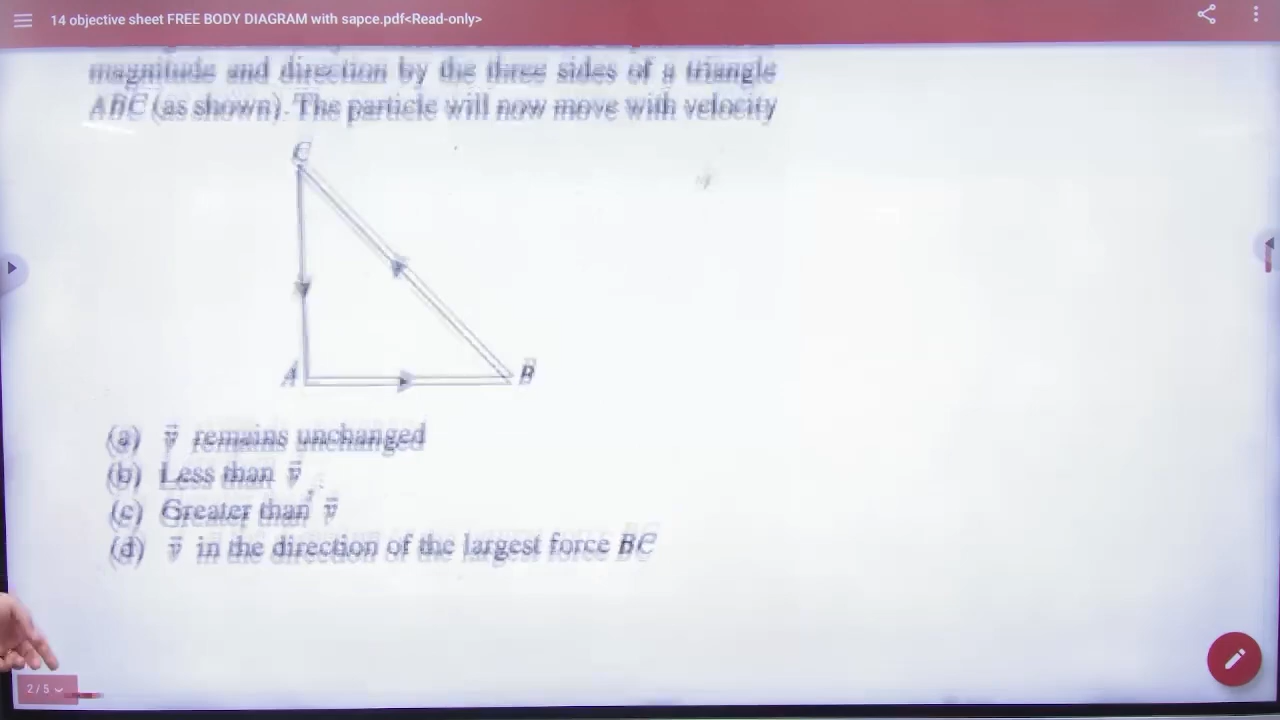 14 objective sheet FREE BODY DIAGRAM with sapce.pdf<Read-only>
magnitude and direction by the three sides of a triangle
ABC (as shown). The particle will now move with velocity
C
A
B
(a) v⃗ remains unchanged
(b) Less than v⃗
(c) Greater than v⃗
(d) v⃗ in the direction of the largest force BC
2 / 5